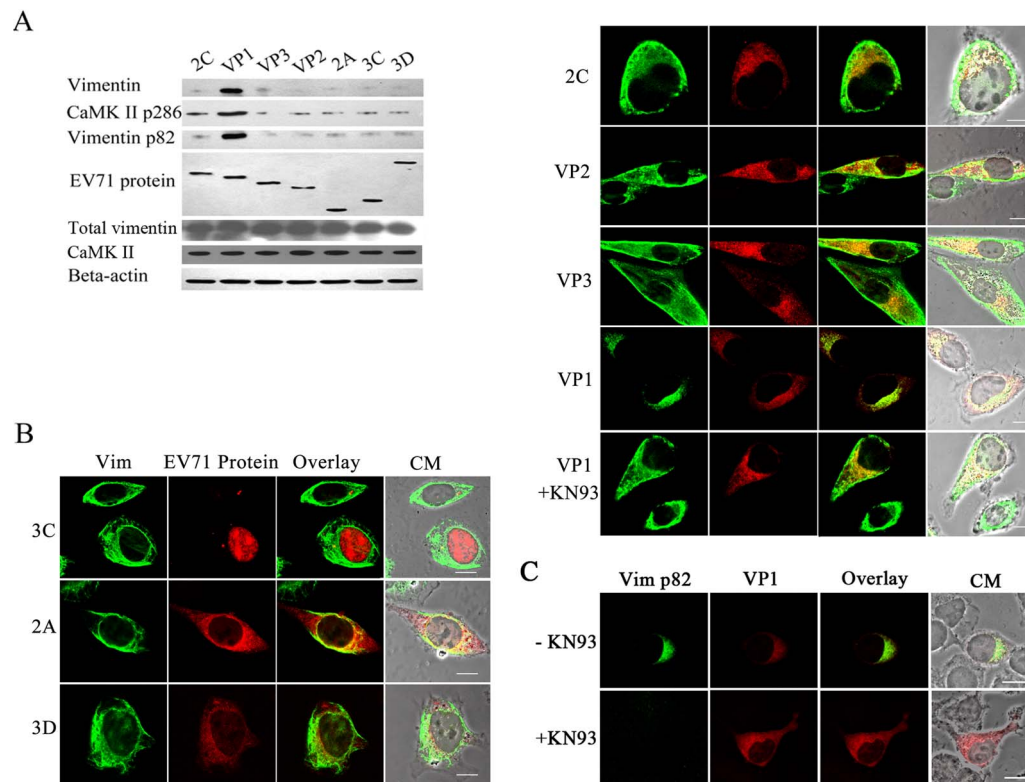 A
2C VP1 VP3 VP2 2A 3C 3D
Vimentin
CaMK II p286
Vimentin p82
EV71 protein
Total vimentin
CaMK II
Beta-actin
B
Vim EV71 Protein Overlay CM
3C
2A
3D
2C
VP2
VP3
VP1
VP1
+KN93
C
Vim p82 VP1 Overlay CM
- KN93
+KN93